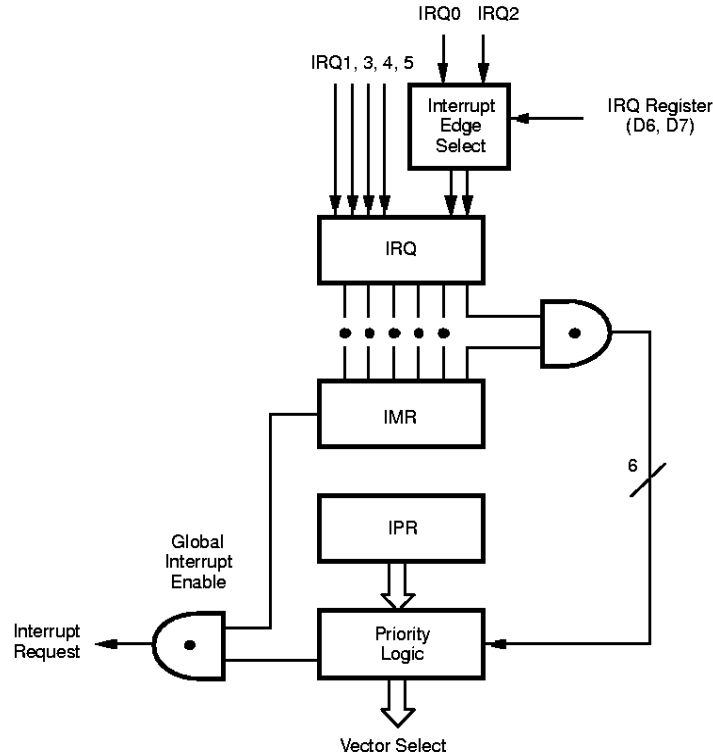 IRQ0 IRQ2
IRQ1, 3, 4, 5
Interrupt
Edge
Select
IRQ Register
(D6, D7)
IRQ
IMR
6
IPR
Global
Interrupt
Enable
Interrupt
Request
Priority
Logic
Vector Select